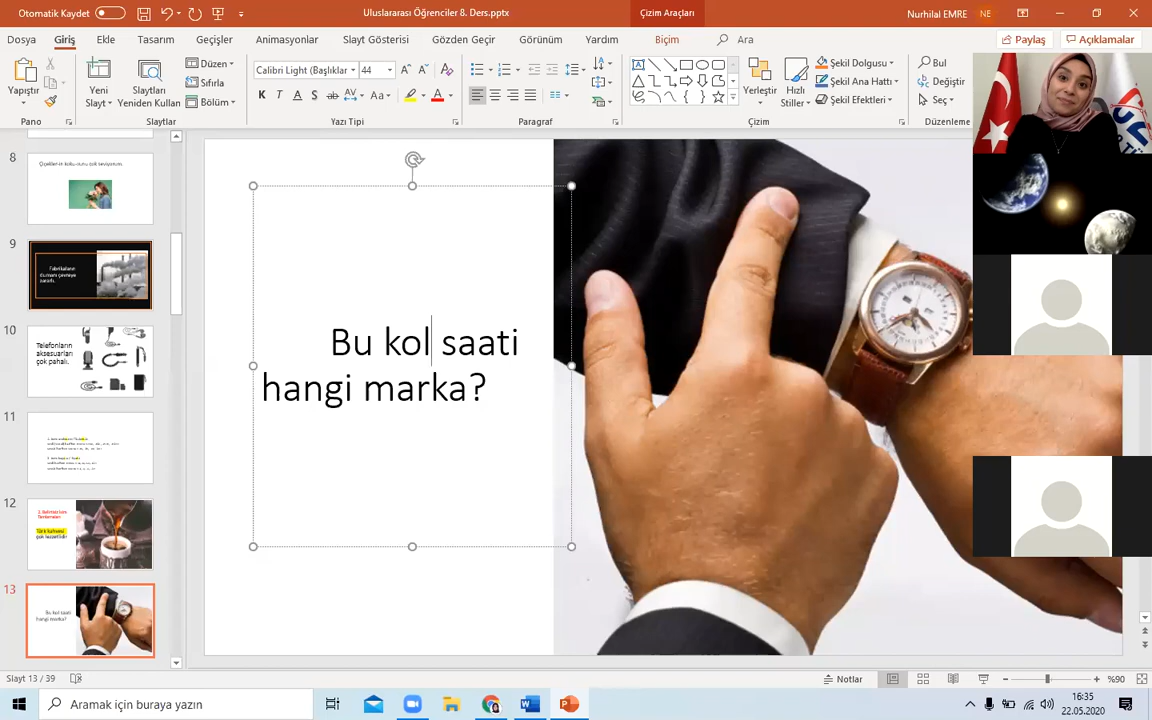 Otomatik Kaydet
Uluslararası Öğrenciler 8. Ders.pptx
Çizim Araçları
Nurhilal EMRE
NE
Dosya Giriş Ekle Tasarım Geçişler Animasyonlar Slayt Gösterisi Gözden Geçir Görünüm Yardım Biçim Ara
Paylaş Açıklamalar
Yapıştır
Yeni Slayt
Slaytları Yeniden Kullan
Düzen
Sıfırla
Bölüm
Calibri Light (Başlıklar 44
K T A S ab AV Aa A
Yerleştir
Hızlı Stiller
Şekil Dolgusu
Şekil Ana Hattı
Şekil Efektleri
Bul
Değiştir
Seç
Pano Slaytlar Yazı Tipi Paragraf Çizim Düzenleme
8
Çiçeklerin kokusunu çok seviyorum.
9
Fabrikaların
dumanı çevreye
zararlı.
10
Telefonların
aksesuarları
çok pahalı.
11
12
Türk kahvesi
çok lezzetlidir.
13
Bu kol saati
hangi marka?
Bu kol saati
hangi marka?
Slayt 13 / 39
Notlar
%90
Aramak için buraya yazın
16:35
22.05.2020